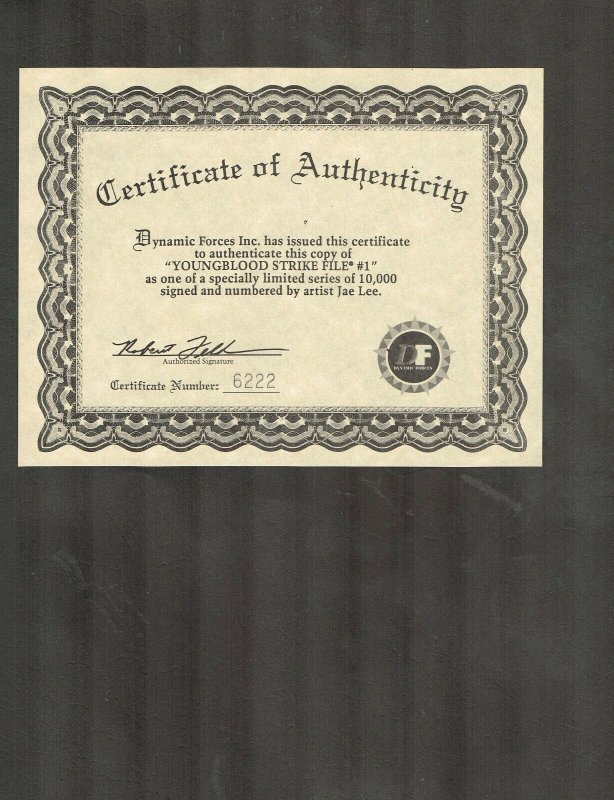 Certificate of Authenticity
Dynamic Forces Inc. has issued this certificate
to authenticate this copy of
"YOUNGBLOOD STRIKE FILE® #1"
as one of a specially limited series of 10,000
signed and numbered by artist Jae Lee.
Authorized Signature
DF
DYNAMIC FORCES
Certificate Number: 6222